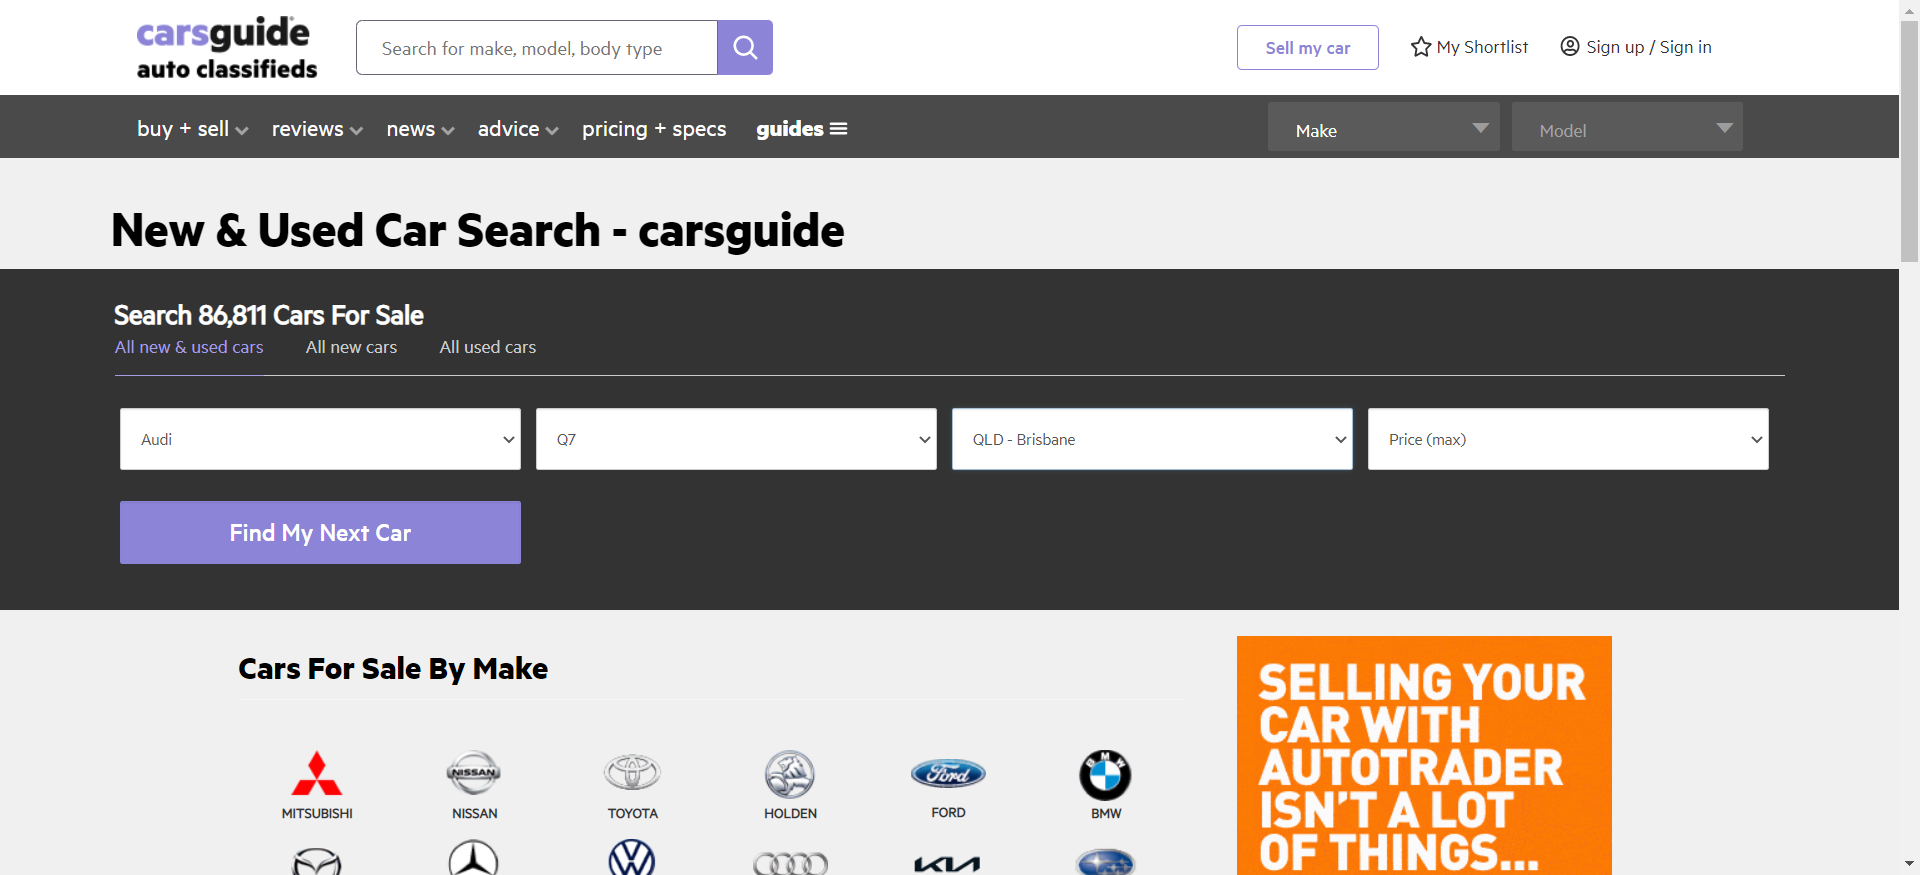 carsguide
auto classifieds
Search for make, model, body type
Sell my car
My Shortlist
Sign up / Sign in
buy + sell
reviews
news
advice
pricing + specs
guides
Make
Model
New & Used Car Search - carsguide
Search 86,811 Cars For Sale
All new & used cars
All new cars
All used cars
Audi
Q7
QLD - Brisbane
Price (max)
Find My Next Car
Cars For Sale By Make
NISSAN
Ford
BMW
MITSUBISHI
NISSAN
TOYOTA
HOLDEN
FORD
BMW
KIA
SELLING YOUR
CAR WITH
AUTOTRADER
ISN'T A LOT
OF THINGS...